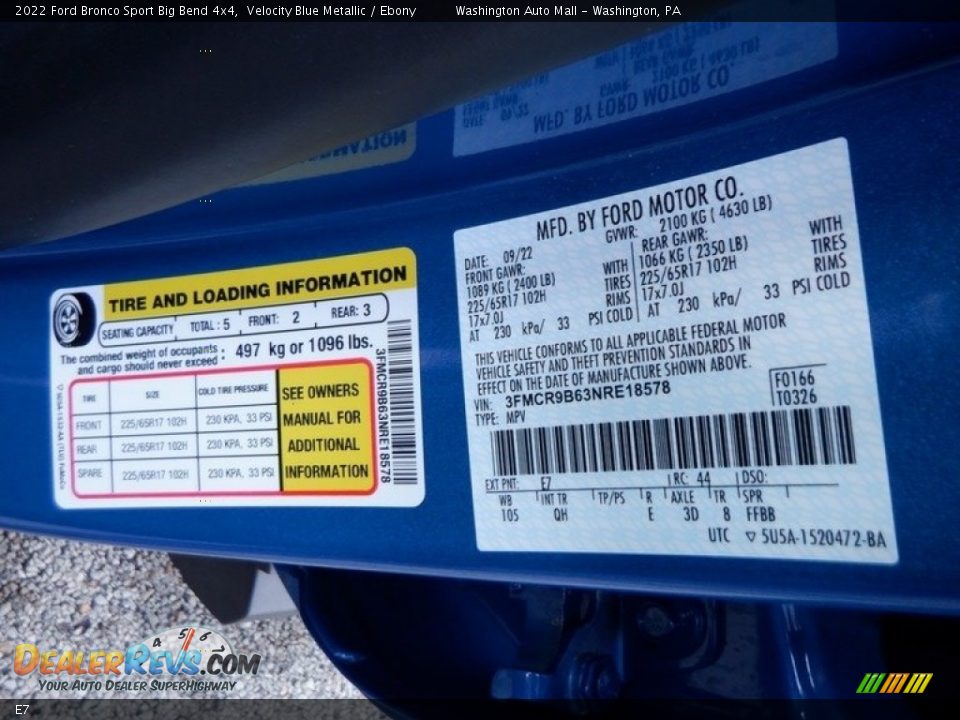 2022 Ford Bronco Sport Big Bend 4x4, Velocity Blue Metallic / Ebony Washington Auto Mall - Washington, PA
TIRE AND LOADING INFORMATION
SEATING CAPACITY TOTAL : 5 FRONT: 2 REAR: 3
The combined weight of occupants and cargo should never exceed : 497 kg or 1096 lbs.
TIRE SIZE COLD TIRE PRESSURE
FRONT 225/65R17 102H 230 KPA, 33 PSI
REAR 225/65R17 102H 230 KPA, 33 PSI
SPARE 225/65R17 102H 230 KPA, 33 PSI
SEE OWNERS
MANUAL FOR
ADDITIONAL
INFORMATION
3FMCR9B63NRE18578
MFD. BY FORD MOTOR CO.
DATE: 09/22 GVWR: 2100 KG ( 4630 LB)
FRONT GAWR: REAR GAWR:
1089 KG ( 2400 LB) WITH 1066 KG ( 2350 LB) WITH
225/65R17 102H TIRES 225/65R17 102H TIRES
17x7.0J RIMS 17x7.0J RIMS
AT 230 kPa/ 33 PSI COLD AT 230 kPa/ 33 PSI COLD
THIS VEHICLE CONFORMS TO ALL APPLICABLE FEDERAL MOTOR
VEHICLE SAFETY AND THEFT PREVENTION STANDARDS IN
EFFECT ON THE DATE OF MANUFACTURE SHOWN ABOVE.
VIN: 3FMCR9B63NRE18578 F0166
TYPE: MPV T0326
EXT PNT: E7 RC: 44 DSO:
WB INT TR TP/PS R AXLE TR SPR
105 QH E 3D 8 FFBB
UTC ▽ 5U5A-1520472-BA
4 5 6
DEALERREVS.COM
YOUR AUTO DEALER SUPERHIGHWAY
E7